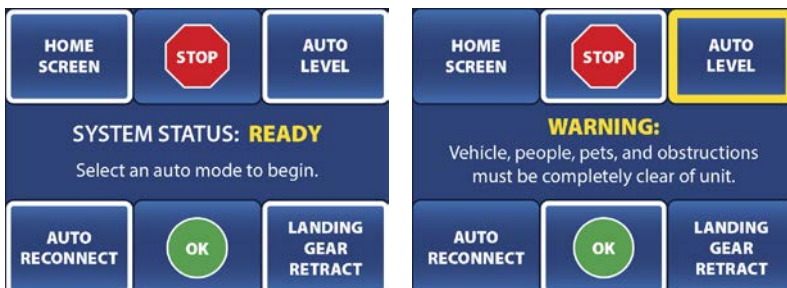 HOME
SCREEN
STOP
AUTO
LEVEL
SYSTEM STATUS: READY
Select an auto mode to begin.
AUTO
RECONNECT
OK
LANDING
GEAR
RETRACT
HOME
SCREEN
STOP
AUTO
LEVEL
WARNING:
Vehicle, people, pets, and obstructions
must be completely clear of unit.
AUTO
RECONNECT
OK
LANDING
GEAR
RETRACT